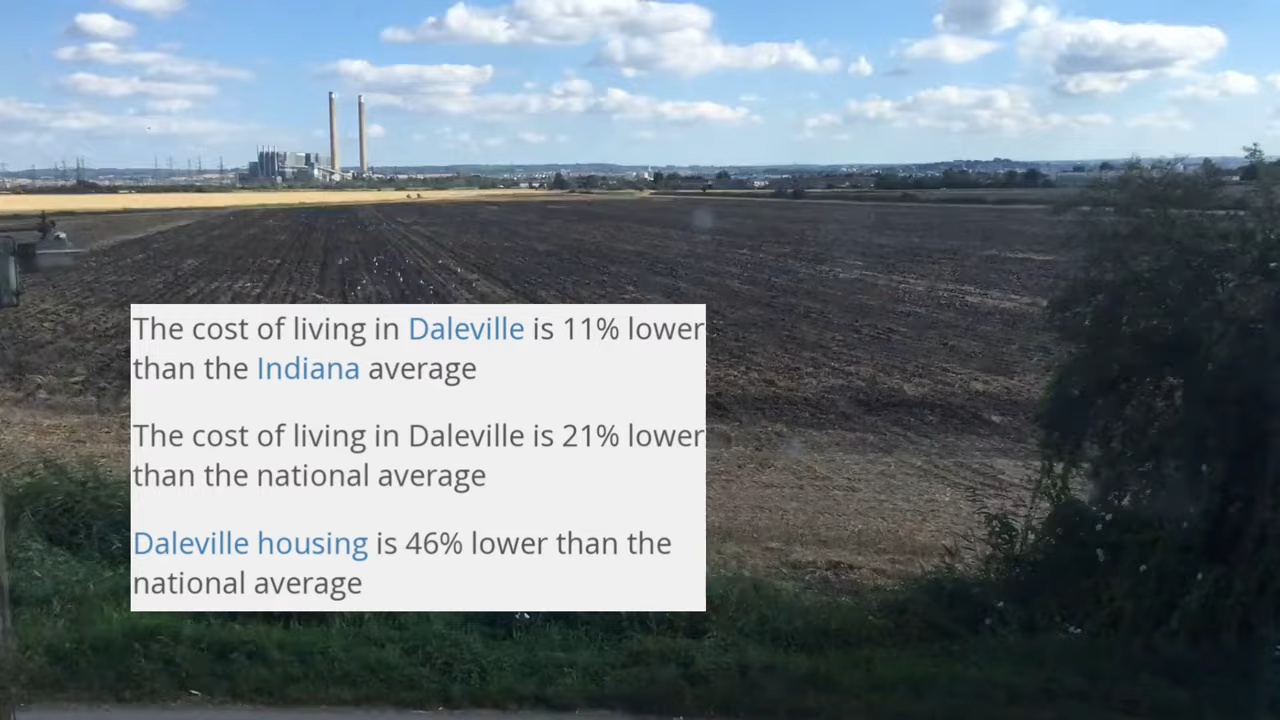 The cost of living in Daleville is 11% lower
than the Indiana average
The cost of living in Daleville is 21% lower
than the national average
Daleville housing is 46% lower than the
national average